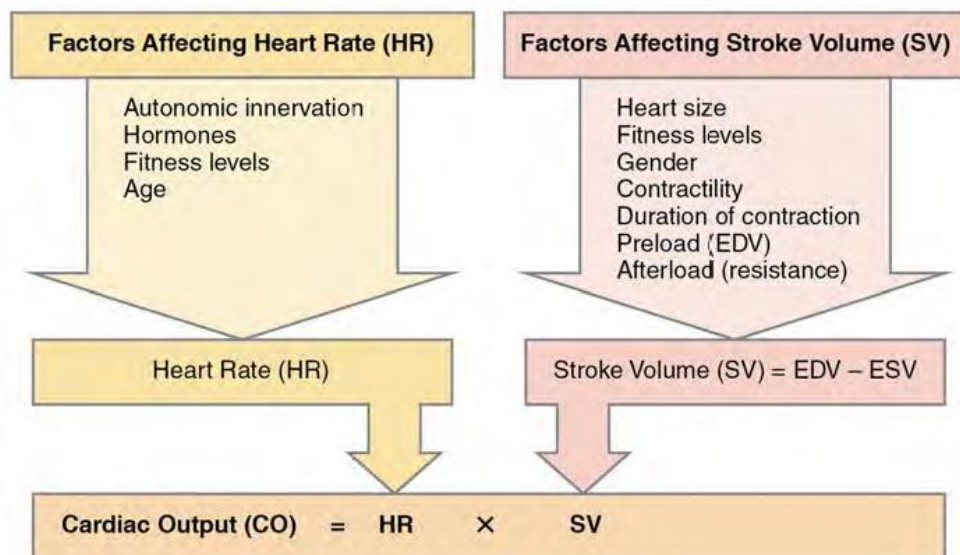 Factors Affecting Heart Rate (HR)
Autonomic innervation
Hormones
Fitness levels
Age
Heart Rate (HR)
Factors Affecting Stroke Volume (SV)
Heart size
Fitness levels
Gender
Contractility
Duration of contraction
Preload (EDV)
Afterload (resistance)
Stroke Volume (SV) = EDV – ESV
Cardiac Output (CO) = HR × SV